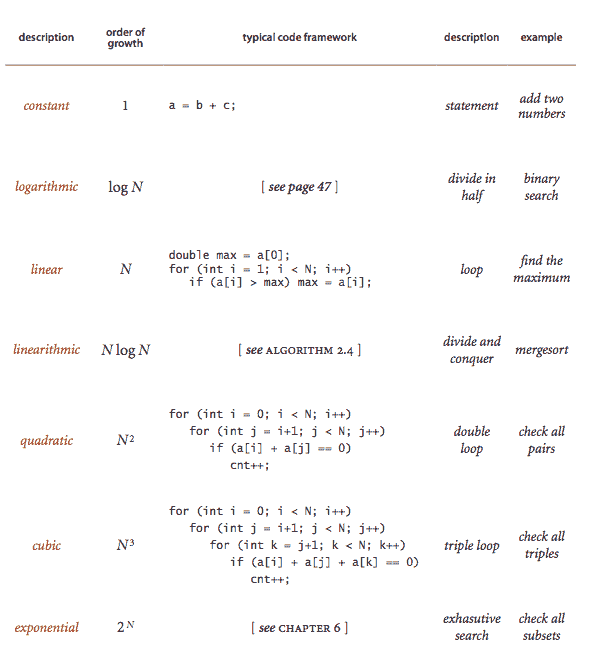 description order of growth typical code framework description example
constant 1 a = b + c; statement add two numbers
logarithmic log N [ see page 47 ] divide in half binary search
linear N
double max = a[0];
for (int i = 1; i < N; i++)
if (a[i] > max) max = a[i];
loop find the maximum
linearithmic N log N [ see ALGORITHM 2.4 ] divide and conquer mergesort
quadratic N²
for (int i = 0; i < N; i++)
for (int j = i+1; j < N; j++)
if (a[i] + a[j] == 0)
cnt++;
double loop check all pairs
cubic N³
for (int i = 0; i < N; i++)
for (int j = i+1; j < N; j++)
for (int k = j+1; k < N; k++)
if (a[i] + a[j] + a[k] == 0)
cnt++;
triple loop check all triples
exponential 2ᴺ [ see CHAPTER 6 ] exhasutive search check all subsets